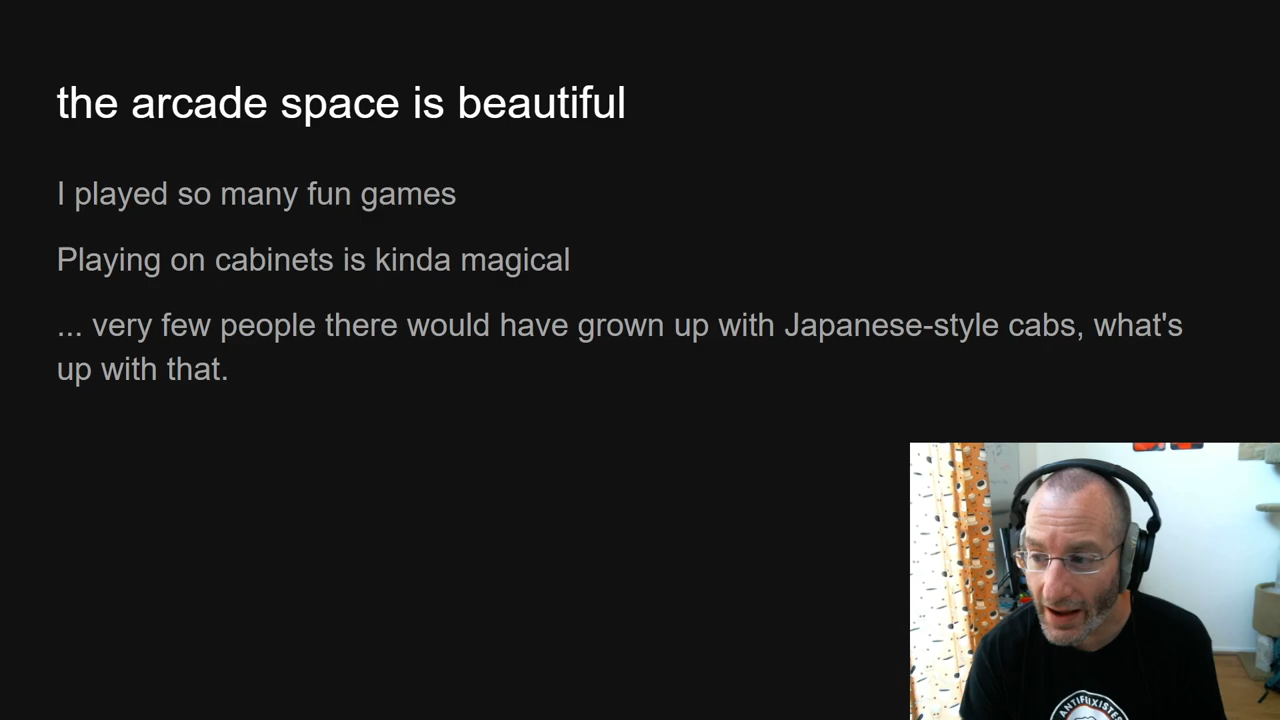 the arcade space is beautiful
I played so many fun games
Playing on cabinets is kinda magical
... very few people there would have grown up with Japanese-style cabs, what's
up with that.